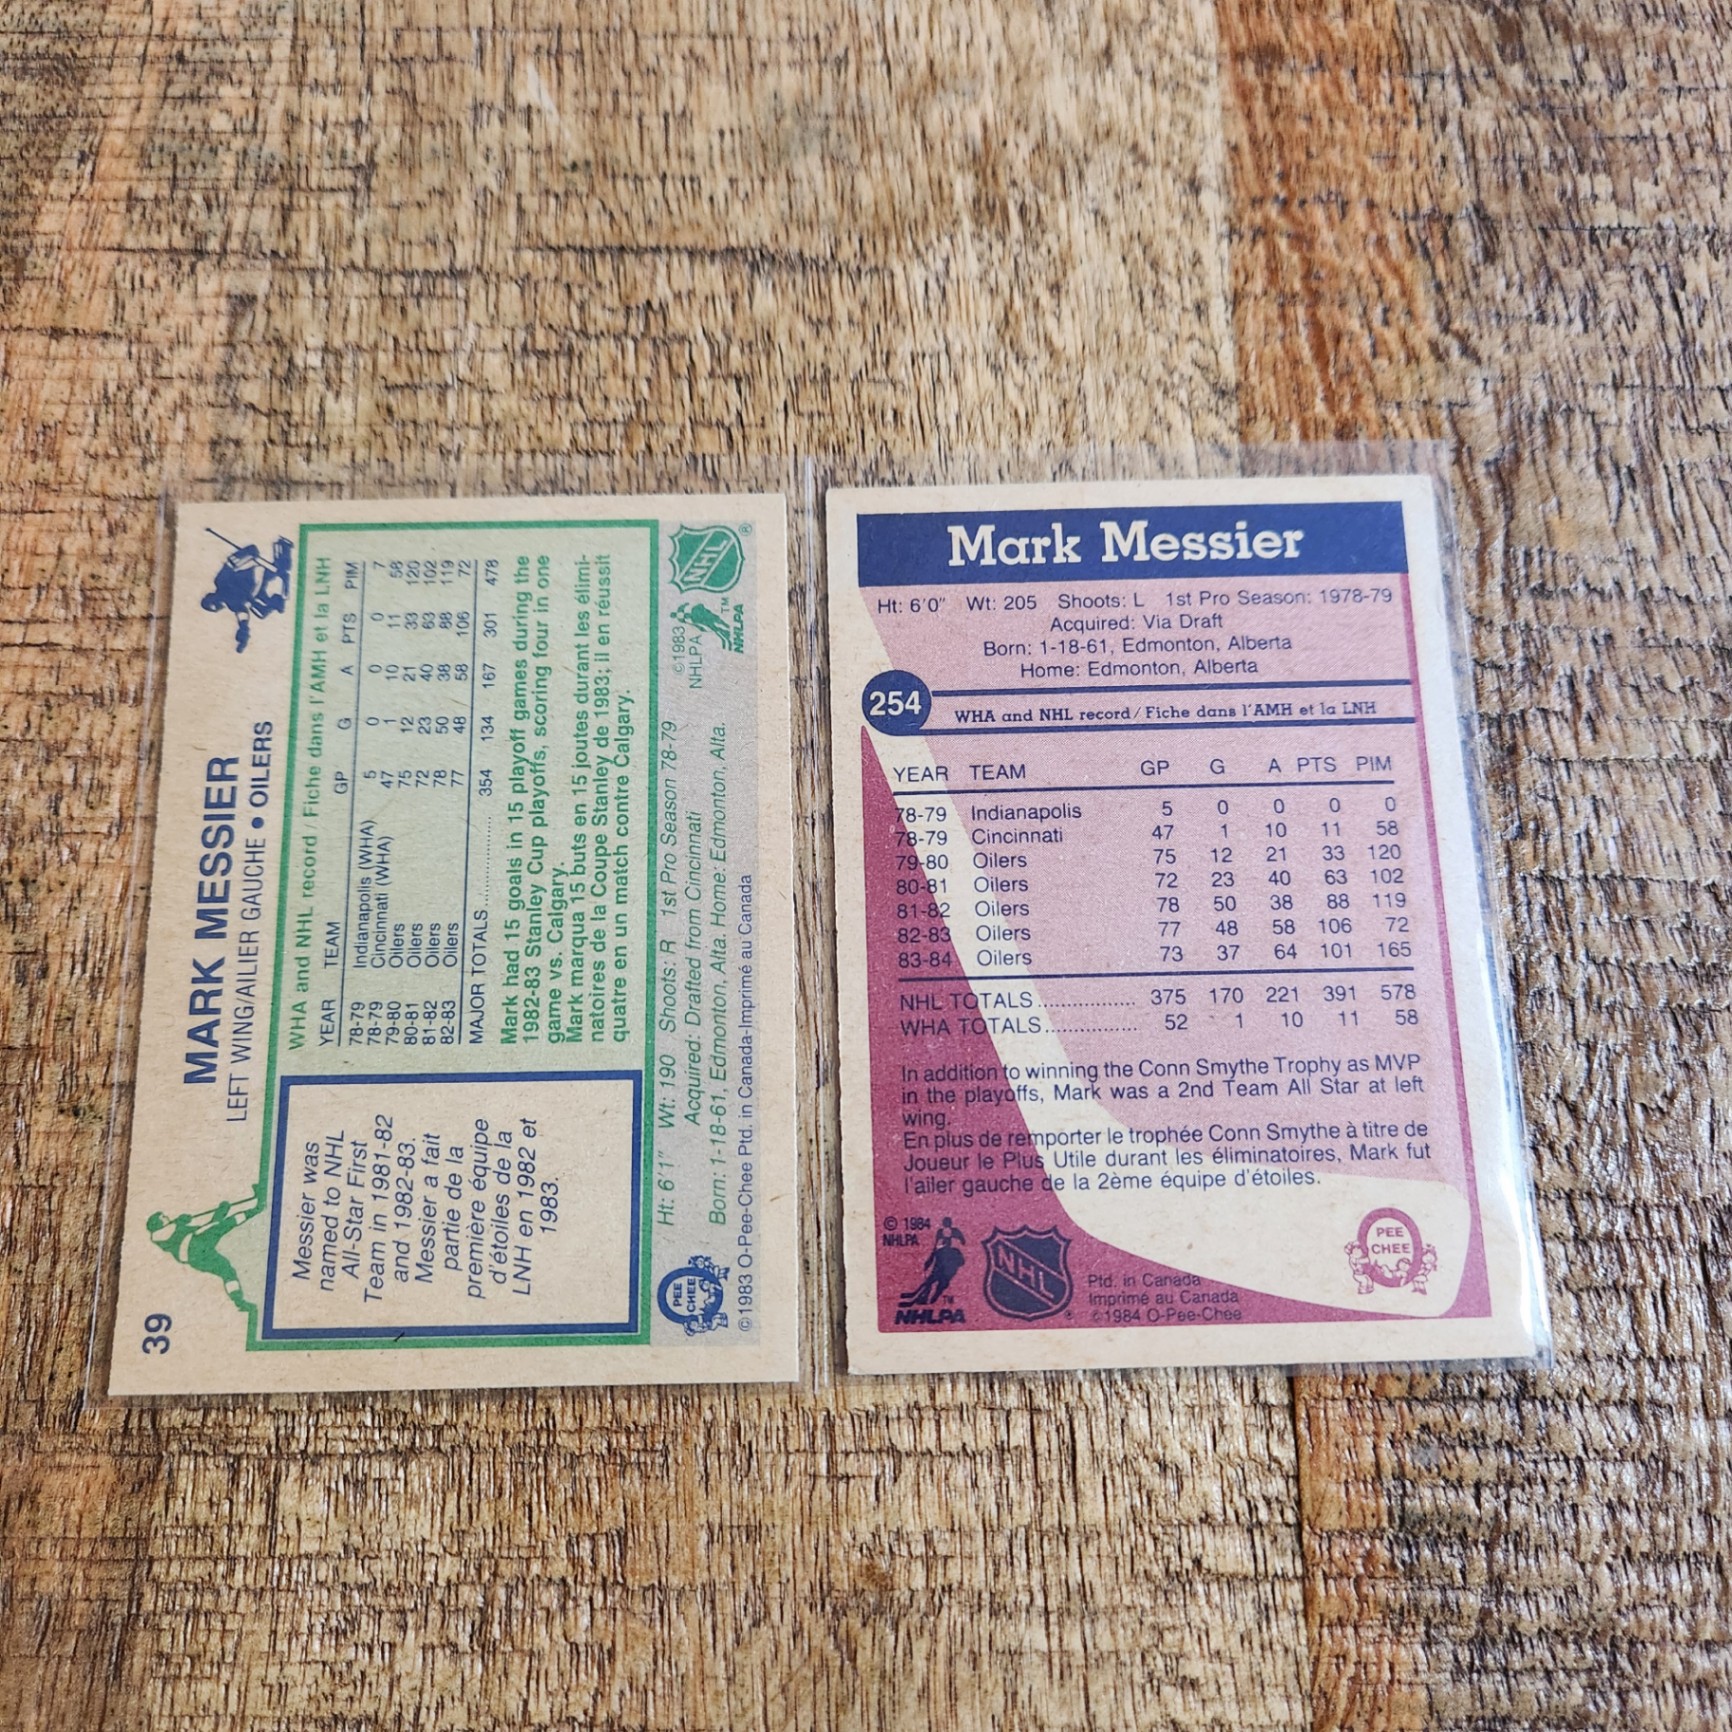 39
MARK MESSIER
LEFT WING/AILIER GAUCHE • OILERS
Messier was
named to NHL
All-Star First
Team in 1981-82
and 1982-83.
Messier a fait
partie de la
première équipe
d'étoiles de la
LNH en 1982 et
1983.
WHA and NHL record / Fiche dans l'AMH et la LNH
YEAR TEAM GP G A PTS PIM
78-79 Indianapolis (WHA) 5 0 0 0 7
78-79 Cincinnati (WHA) 47 1 10 11 58
79-80 Oilers 75 12 21 33 120
80-81 Oilers 72 23 40 63 102
81-82 Oilers 78 50 38 88 119
82-83 Oilers 77 48 58 106 72
MAJOR TOTALS 354 134 167 301 478
Mark had 15 goals in 15 playoff games during the
1982-83 Stanley Cup playoffs, scoring four in one
game vs. Calgary.
Mark marqua 15 buts en 15 joutes durant les élimi-
natoires de la Coupe Stanley de 1983; il en réussit
quatre en un match contre Calgary.
O PEE CHEE
Ht: 6'1" Wt: 190 Shoots: R 1st Pro Season 78-79
Acquired: Drafted from Cincinnati
Born: 1-18-61, Edmonton, Alta. Home: Edmonton, Alta.
© 1983 O-Pee-Chee Ptd. in Canada-Imprimé au Canada
©1983
NHLPA
NHLPA™
NHL®
Mark Messier
Ht: 6'0" Wt: 205 Shoots: L 1st Pro Season: 1978-79
Acquired: Via Draft
Born: 1-18-61, Edmonton, Alberta
Home: Edmonton, Alberta
254
WHA and NHL record/Fiche dans l'AMH et la LNH
YEAR TEAM GP G A PTS PIM
78-79 Indianapolis 5 0 0 0 0
78-79 Cincinnati 47 1 10 11 58
79-80 Oilers 75 12 21 33 120
80-81 Oilers 72 23 40 63 102
81-82 Oilers 78 50 38 88 119
82-83 Oilers 77 48 58 106 72
83-84 Oilers 73 37 64 101 165
NHL TOTALS 375 170 221 391 578
WHA TOTALS 52 1 10 11 58
In addition to winning the Conn Smythe Trophy as MVP
in the playoffs, Mark was a 2nd Team All Star at left
wing.
En plus de remporter le trophée Conn Smythe à titre de
Joueur le Plus Utile durant les éliminatoires, Mark fut
l'ailer gauche de la 2ème équipe d'étoiles.
© 1984
NHLPA
NHLPA™
NHL®
Ptd. in Canada
Imprimé au Canada
©1984 O-Pee-Chee
O PEE CHEE